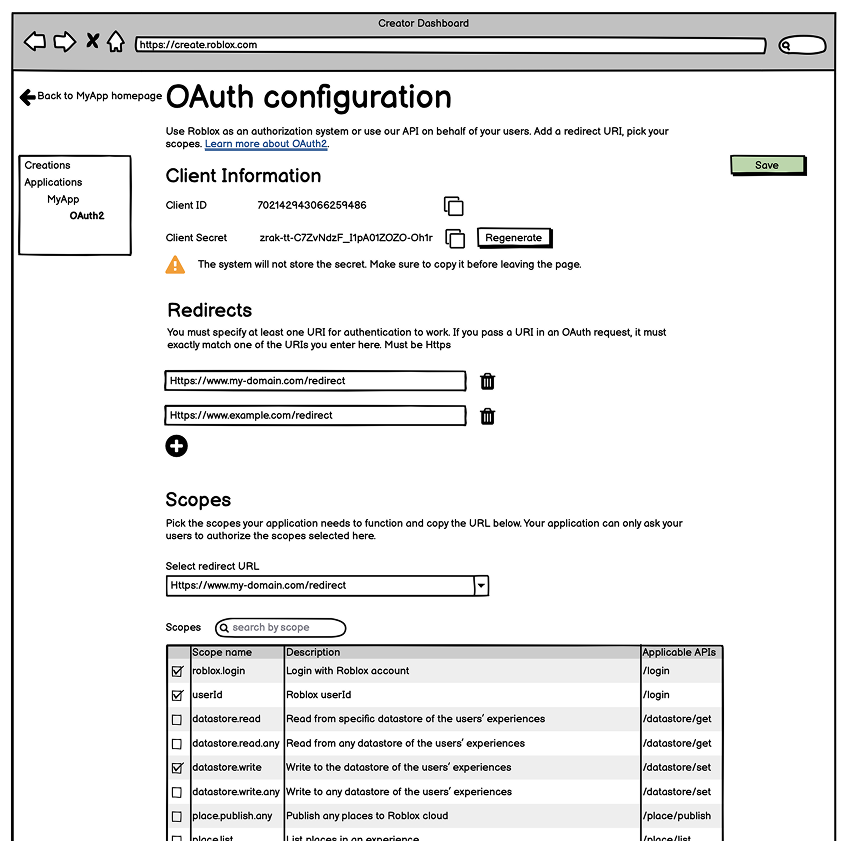 Creator Dashboard
https://create.roblox.com
Back to MyApp homepage
OAuth configuration
Use Roblox as an authorization system or use our API on behalf of your users. Add a redirect URI, pick your
scopes. Learn more about OAuth2.
Save
Creations
Applications
MyApp
OAuth2
Client Information
Client ID 702142943066259486
Client Secret zrak-tt-C7ZvNdzF_I1pA01ZOZO-Oh1r Regenerate
The system will not store the secret. Make sure to copy it before leaving the page.
Redirects
You must specify at least one URI for authentication to work. If you pass a URI in an OAuth request, it must
exactly match one of the URIs you enter here. Must be Https
Https://www.my-domain.com/redirect
Https://www.example.com/redirect
Scopes
Pick the scopes your application needs to function and copy the URL below. Your application can only ask your
users to authorize the scopes selected here.
Select redirect URL
Https://www.my-domain.com/redirect
Scopes search by scope
Scope name Description Applicable APIs
roblox.login Login with Roblox account /login
userId Roblox userId /login
datastore.read Read from specific datastore of the users' experiences /datastore/get
datastore.read.any Read from any datastore of the users' experiences /datastore/get
datastore.write Write to the datastore of the users' experiences /datastore/set
datastore.write.any Write to any datastore of the users' experiences /datastore/set
place.publish.any Publish any places to Roblox cloud /place/publish
place.list List places in an experience /place/list